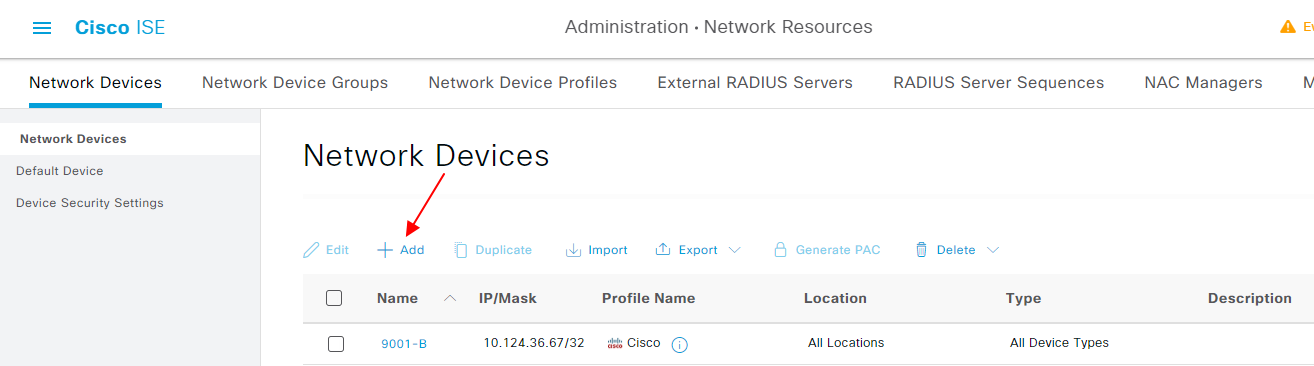 Cisco ISE
Administration · Network Resources
Network Devices
Network Device Groups
Network Device Profiles
External RADIUS Servers
RADIUS Server Sequences
NAC Managers
Network Devices
Default Device
Device Security Settings
Network Devices
Edit
Add
Duplicate
Import
Export
Generate PAC
Delete
Name IP/Mask Profile Name Location Type Description
9001-B 10.124.36.67/32 Cisco All Locations All Device Types